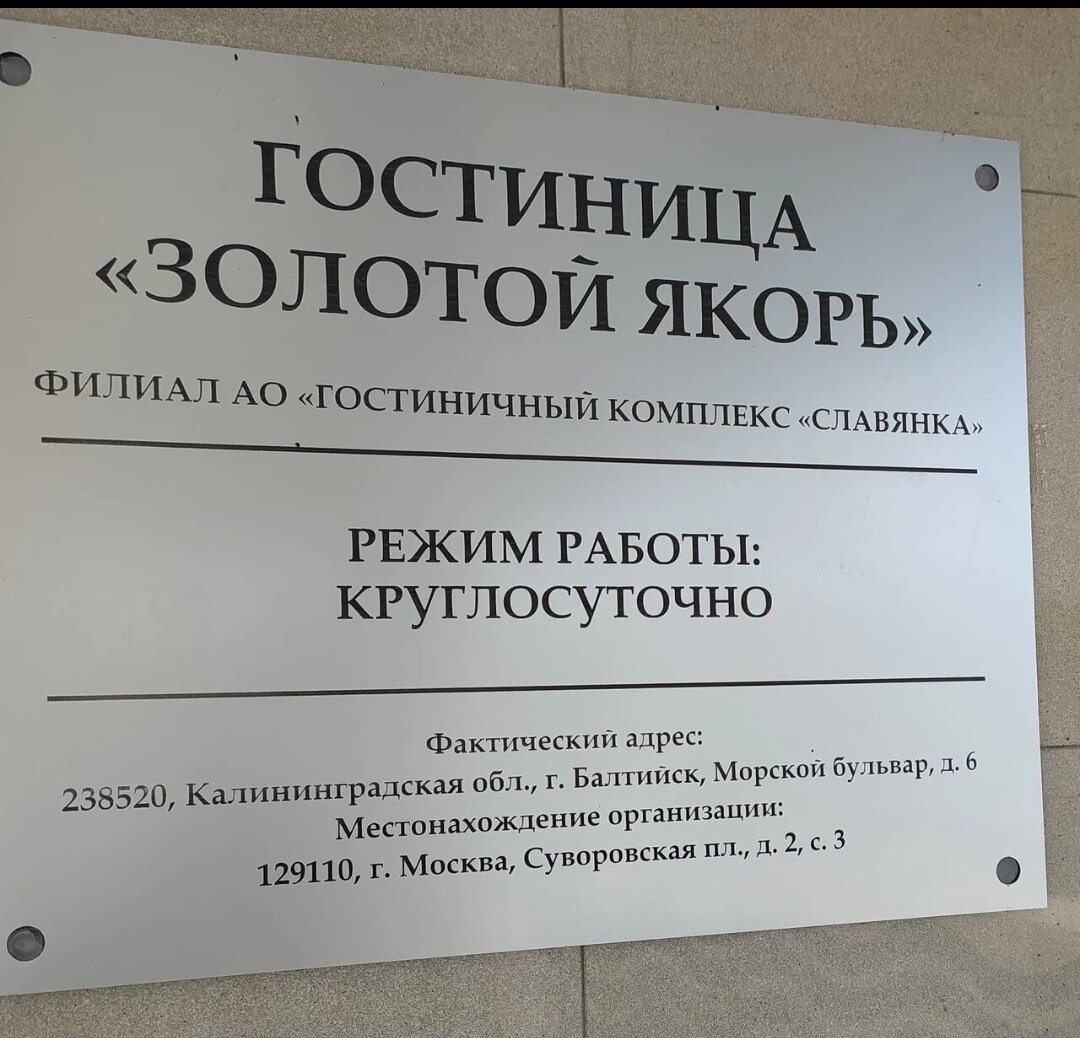 ГОСТИНИЦА
«ЗОЛОТОЙ ЯКОРЬ»
ФИЛИАЛ АО «ГОСТИНИЧНЫЙ КОМПЛЕКС «СЛАВЯНКА»
РЕЖИМ РАБОТЫ:
КРУГЛОСУТОЧНО
Фактический адрес:
238520, Калининградская обл., г. Балтийск, Морской бульвар, д. 6
Местонахождение организации:
129110, г. Москва, Суворовская пл., д. 2, с. 3